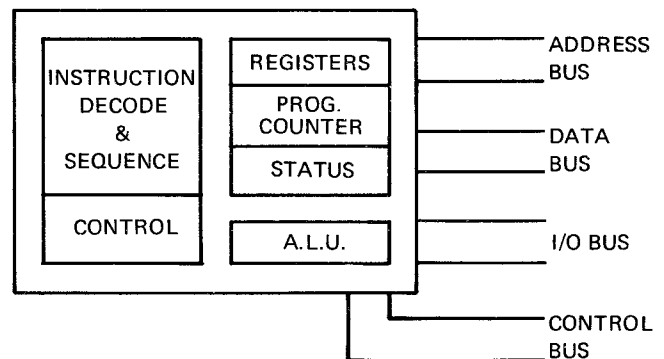 INSTRUCTION
DECODE
&
SEQUENCE
CONTROL
REGISTERS
PROG.
COUNTER
STATUS
A.L.U.
ADDRESS
BUS
DATA
BUS
I/O BUS
CONTROL
BUS